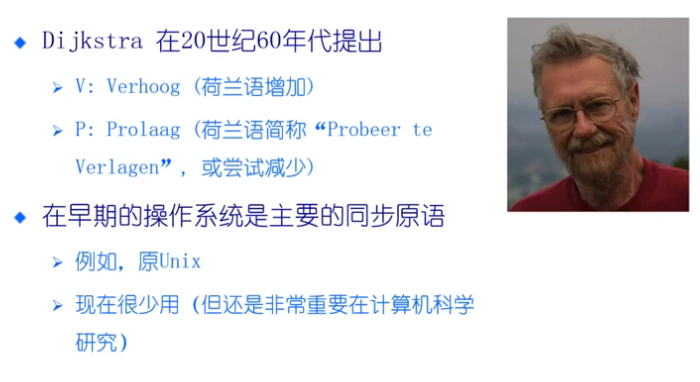 Dijkstra 在20世纪60年代提出
V: Verhoog (荷兰语增加)
P: Prolaag (荷兰语简称“Probeer te
Verlagen”, 或尝试减少)
在早期的操作系统是主要的同步原语
例如, 原Unix
现在很少用 (但还是非常重要在计算机科学
研究)